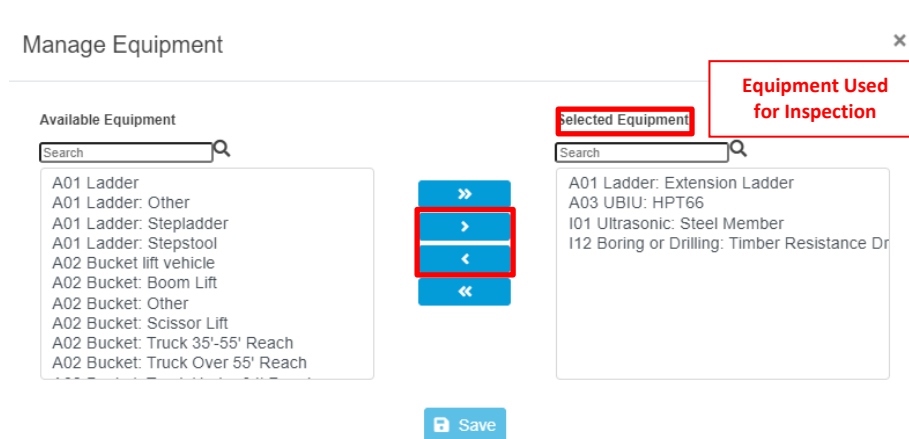 Manage Equipment
×
Equipment Used
for Inspection
Available Equipment
Selected Equipment
Search
Search
A01 Ladder
A01 Ladder: Other
A01 Ladder: Stepladder
A01 Ladder: Stepstool
A02 Bucket lift vehicle
A02 Bucket: Boom Lift
A02 Bucket: Other
A02 Bucket: Scissor Lift
A02 Bucket: Truck 35'-55' Reach
A02 Bucket: Truck Over 55' Reach
»
>
<
«
A01 Ladder: Extension Ladder
A03 UBIU: HPT66
I01 Ultrasonic: Steel Member
I12 Boring or Drilling: Timber Resistance Dr
Save